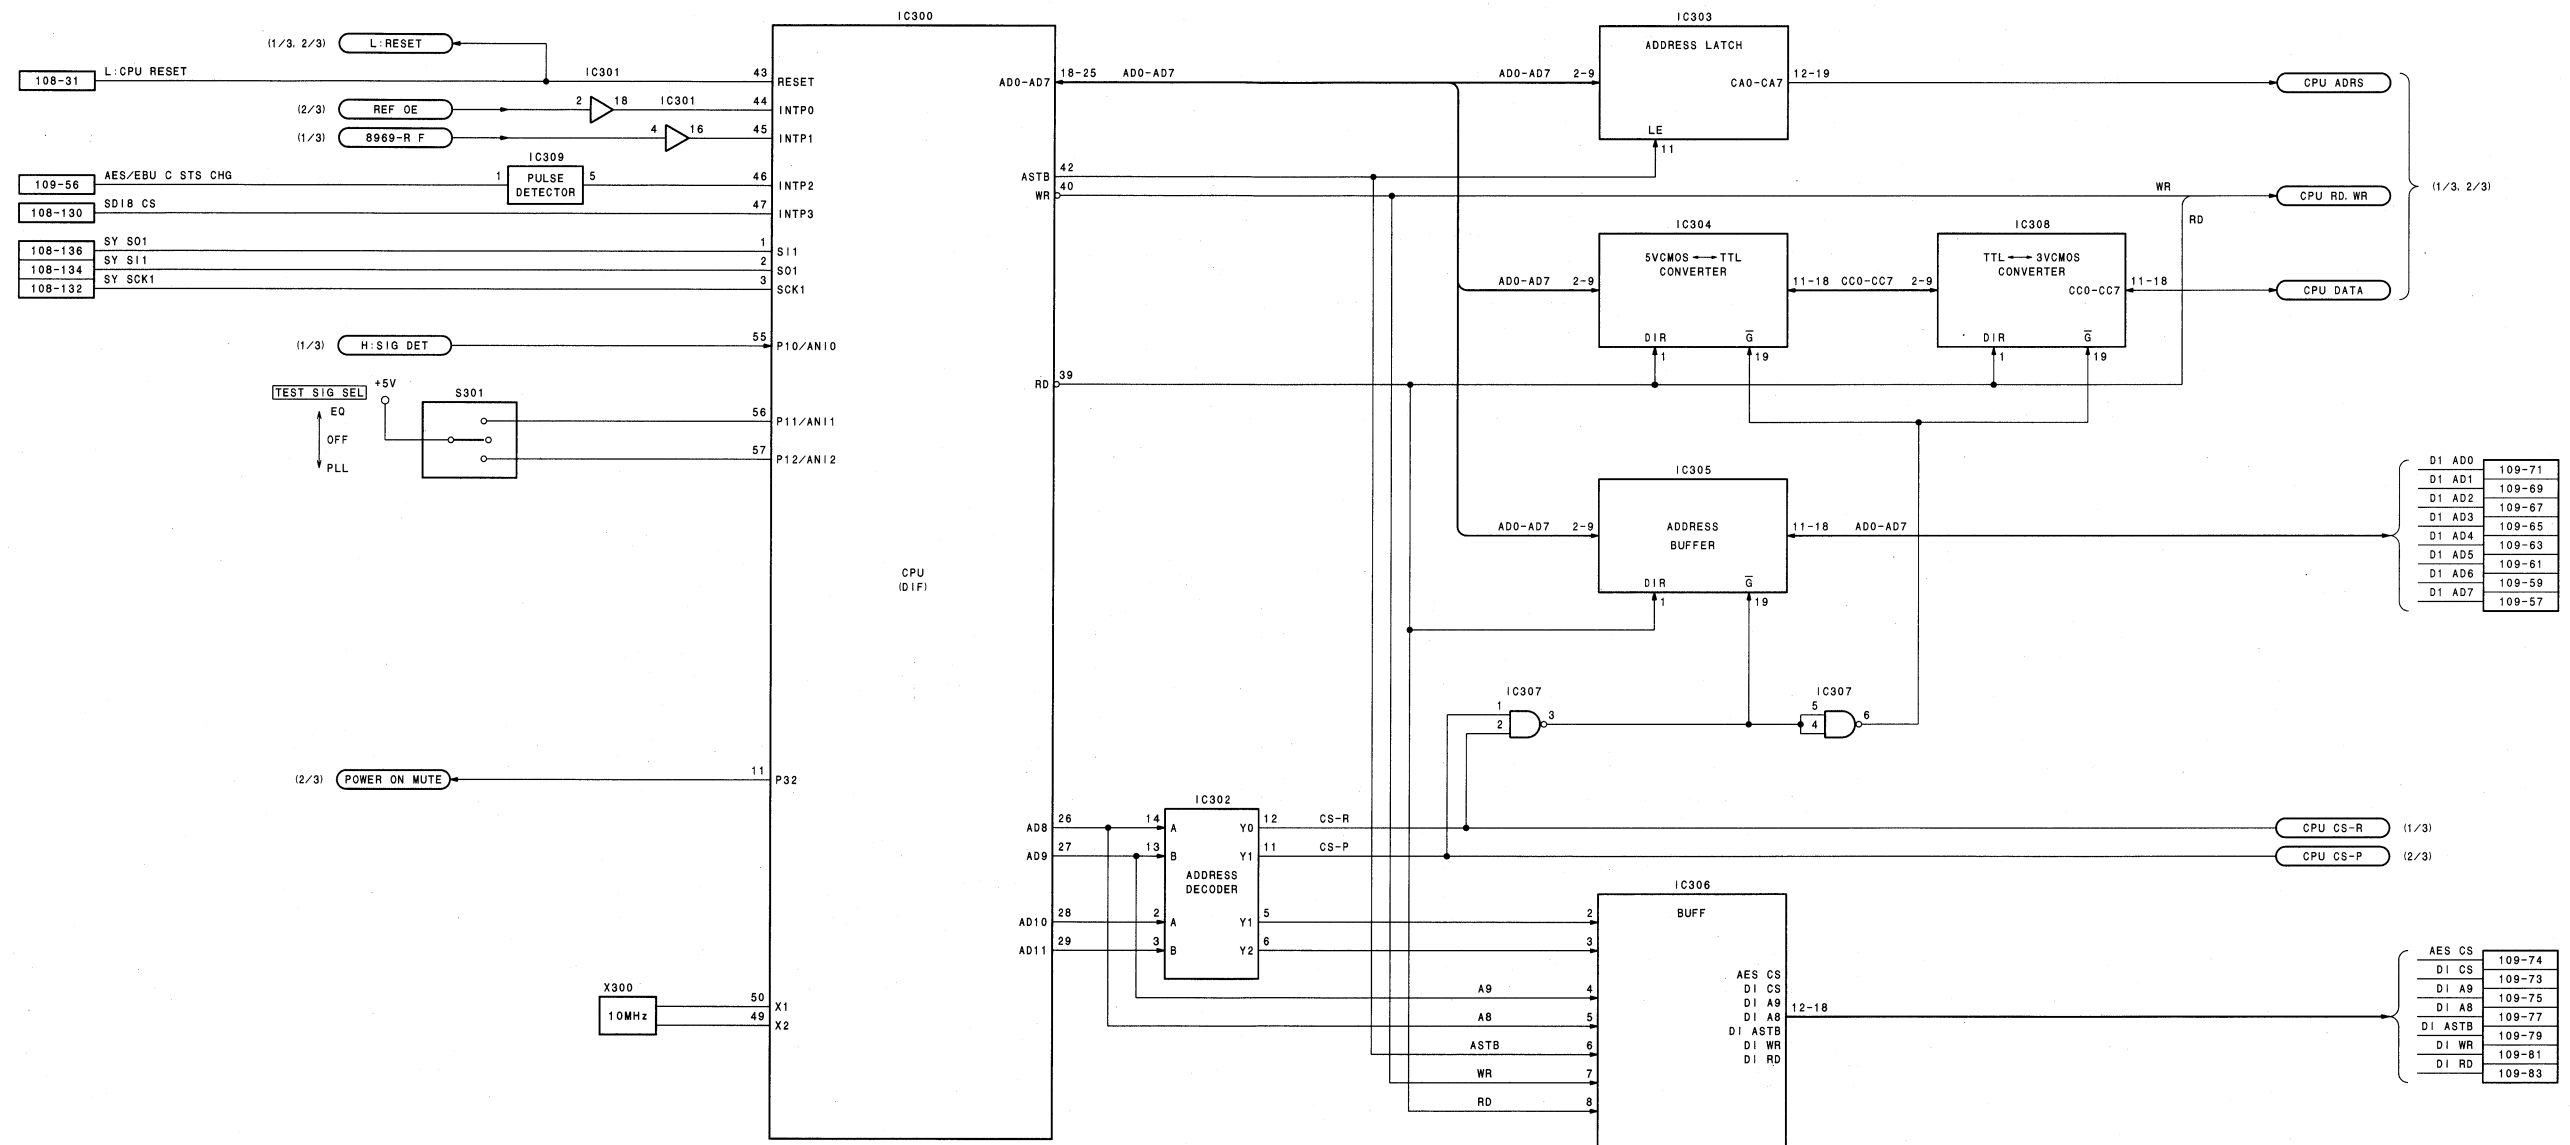 IC300
IC303
(1/3, 2/3) L:RESET
ADDRESS LATCH
108-31 L:CPU RESET IC301 43 RESET
AD0-AD7 18-25 AD0-AD7 AD0-AD7 2-9 CA0-CA7 12-19 CPU ADRS
(2/3) REF OE 2 18 IC301 44 INTP0
(1/3) 8969-R F 4 16 45 INTP1
LE
11
IC309
109-56 AES/EBU C STS CHG 1 PULSE DETECTOR 5 46 INTP2
ASTB 42
WR 40 WR CPU RD, WR
(1/3, 2/3)
108-130 SDI8 CS 47 INTP3
RD
IC304
IC308
108-136 SY SO1 1 SI1
108-134 SY SI1 2 SO1
108-132 SY SCK1 3 SCK1
5VCMOS TTL
CONVERTER
TTL 3VCMOS
CONVERTER
AD0-AD7 2-9 11-18 CC0-CC7 2-9 CC0-CC7 11-18 CPU DATA
(1/3) H:SIG DET 55 P10/ANI0
DIR G DIR G
1 19 1 19
RD 39
TEST SIG SEL +5V S301
EQ
OFF
PLL
56 P11/ANI1
57 P12/ANI2
IC305
AD0-AD7 2-9 ADDRESS 11-18 AD0-AD7
BUFFER
DIR G
1 19
D1 AD0 109-71
D1 AD1 109-69
D1 AD2 109-67
D1 AD3 109-65
D1 AD4 109-63
D1 AD5 109-61
D1 AD6 109-59
D1 AD7 109-57
CPU
(DIF)
IC307 IC307
1 3 5 6
2 4
(2/3) POWER ON MUTE 11 P32
IC302
AD8 26 14 A Y0 12 CS-R CPU CS-R (1/3)
AD9 27 13 B Y1 11 CS-P CPU CS-P (2/3)
ADDRESS
DECODER
IC306
BUFF
AD10 28 2 A Y1 5 2
AD11 29 3 B Y2 6 3
A9 4
A8 5
ASTB 6
WR 7
RD 8
AES CS
DI CS
DI A9
DI A8
DI ASTB
DI WR
DI RD
12-18
AES CS 109-74
DI CS 109-73
DI A9 109-75
DI A8 109-77
DI ASTB 109-79
DI WR 109-81
DI RD 109-83
X300
10MHz
50 X1
49 X2